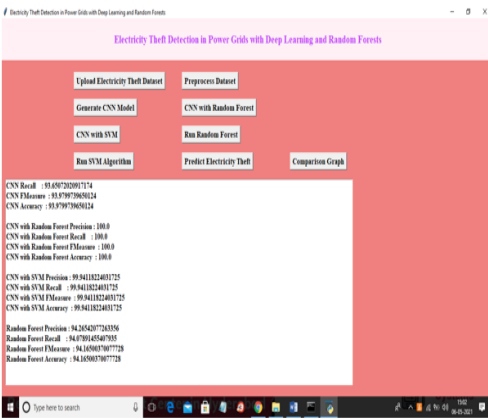 Electricity Theft Detection in Power Grids with Deep Learning and Random Forests
Electricity Theft Detection in Power Grids with Deep Learning and Random Forests
Upload Electricity Theft Dataset
Preprocess Dataset
Generate CNN Model
CNN with Random Forest
CNN with SVM
Run Random Forest
Run SVM Algorithm
Predict Electricity Theft
Comparison Graph
CNN Recall : 93.65072020917174
CNN FMeasure : 93.9799739650124
CNN Accuracy : 93.9799739650124
CNN with Random Forest Precision : 100.0
CNN with Random Forest Recall : 100.0
CNN with Random Forest FMeasure : 100.0
CNN with Random Forest Accuracy : 100.0
CNN with SVM Precision : 99.94118224031725
CNN with SVM Recall : 99.94118224031725
CNN with SVM FMeasure : 99.94118224031725
CNN with SVM Accuracy : 99.94118224031725
Random Forest Precision : 94.26542077263356
Random Forest Recall : 94.07891455407935
Random Forest FMeasure : 94.16500370077728
Random Forest Accuracy : 94.16500370077728
Type here to search
15:02
06-05-2021